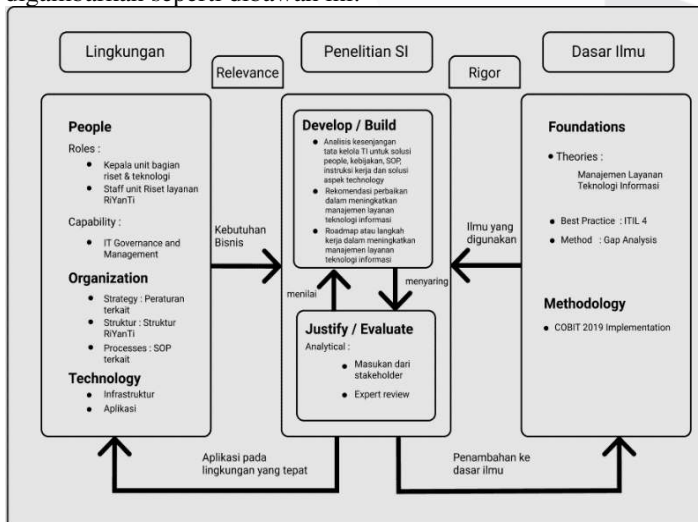 digambarkan seperti dibawah ini:
Lingkungan
Relevance
Penelitian SI
Rigor
Dasar Ilmu
People
Roles :
Kepala unit bagian
riset & teknologi
Staff unit Riset layanan
RiYanTi
Capability :
IT Governance and
Management
Organization
Strategy : Peraturan
terkait
Struktur : Struktur
RiYanTi
Processes : SOP
terkait
Technology
Infrastruktur
Aplikasi
Kebutuhan
Bisnis
Develop / Build
Analisis kesenjangan
tata kelola TI untuk solusi
people, kebijakan, SOP,
instruksi kerja dan solusi
aspek technology
Rekomendasi perbaikan
dalam meningkatkan
manajemen layanan
teknologi informasi
Roadmap atau langkah
kerja dalam meningkatkan
manajemen layanan
teknologi informasi
menilai
menyaring
Justify / Evaluate
Analytical :
Masukan dari
stakeholder
Expert review
Ilmu yang
digunakan
Foundations
Theories :
Manajemen Layanan
Teknologi Informasi
Best Practice : ITIL 4
Method : Gap Analysis
Methodology
COBIT 2019 Implementation
Aplikasi pada
lingkungan yang tepat
Penambahan ke
dasar ilmu